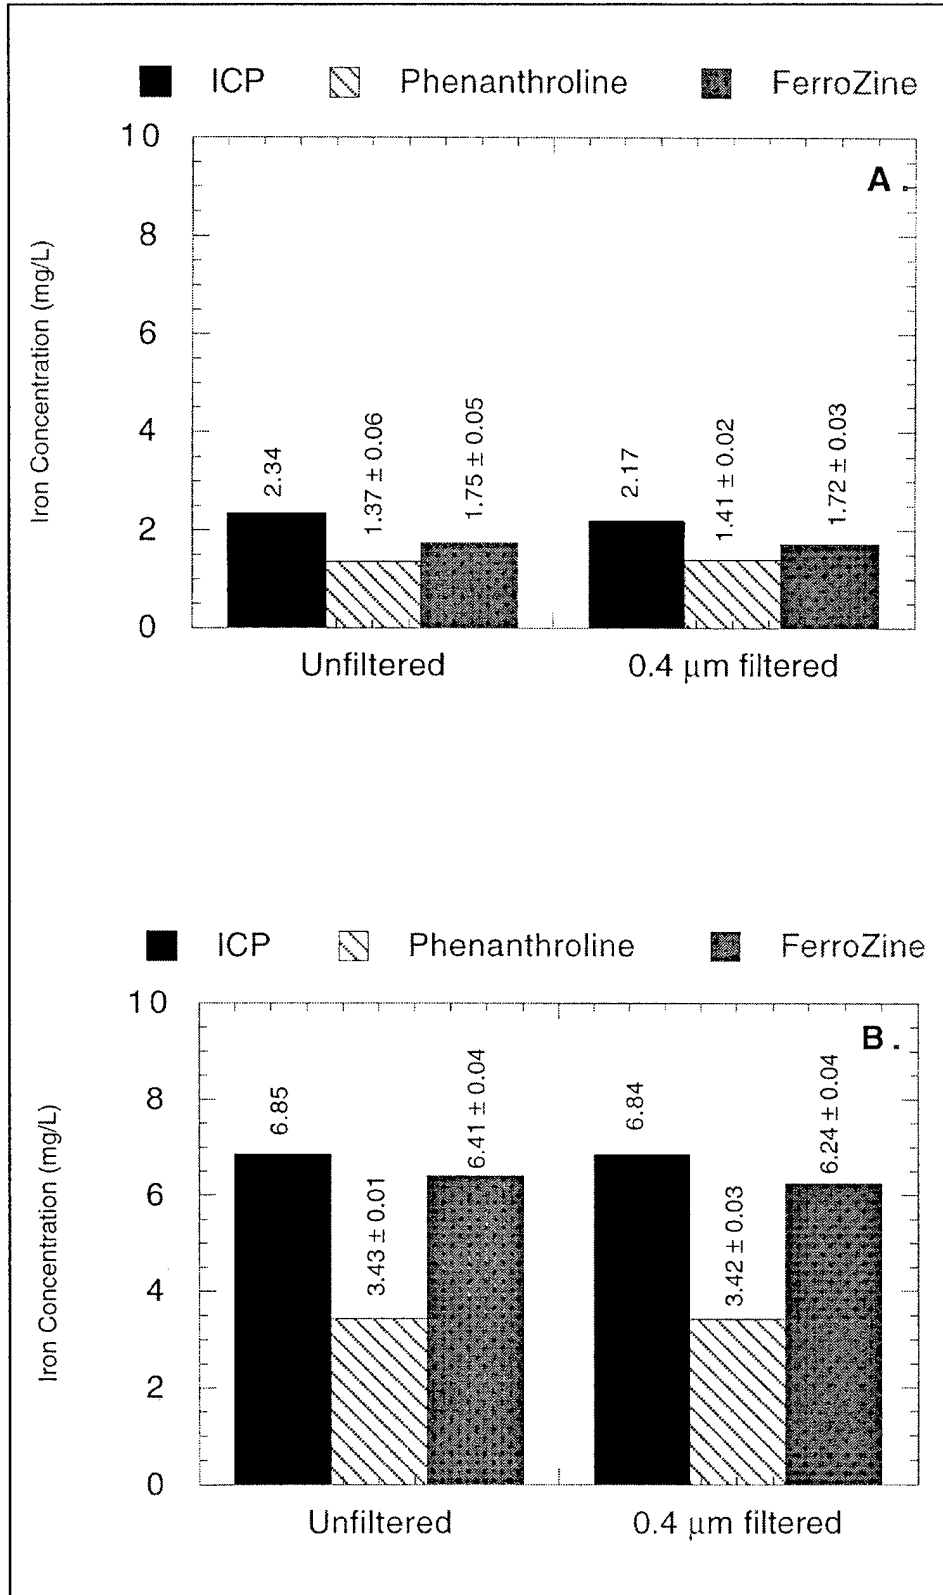 ICP Phenanthroline FerroZine
A.
Iron Concentration (mg/L)
10
8
6
4
2
0
2.34
1.37 ± 0.06
1.75 ± 0.05
2.17
1.41 ± 0.02
1.72 ± 0.03
Unfiltered 0.4 μm filtered
ICP Phenanthroline FerroZine
B.
Iron Concentration (mg/L)
10
8
6
4
2
0
6.85
3.43 ± 0.01
6.41 ± 0.04
6.84
3.42 ± 0.03
6.24 ± 0.04
Unfiltered 0.4 μm filtered